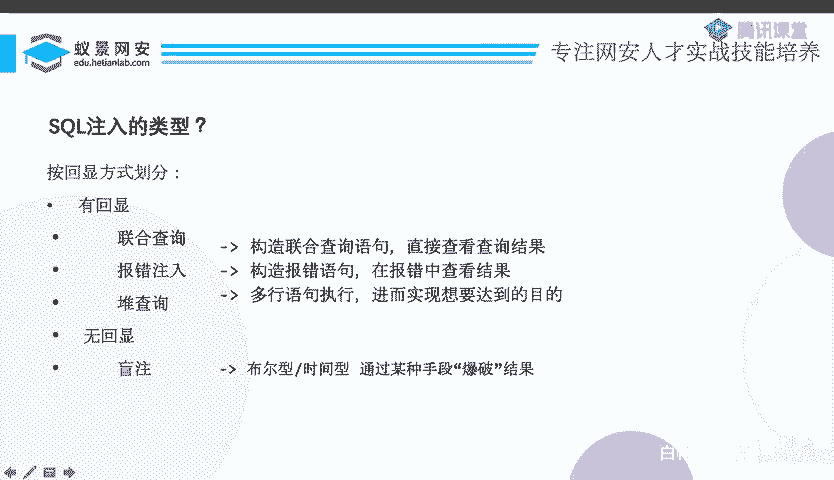 蚁景网安
edu.hetianlab.com
腾讯课堂
专注网安人才实战技能培养
SQL注入的类型？
按回显方式划分：
• 有回显
• 联合查询 -> 构造联合查询语句，直接查看查询结果
• 报错注入 -> 构造报错语句，在报错中查看结果
• 堆查询 -> 多行语句执行，进而实现想要达到的目的
• 无回显
• 盲注 -> 布尔型/时间型 通过某种手段“爆破”结果